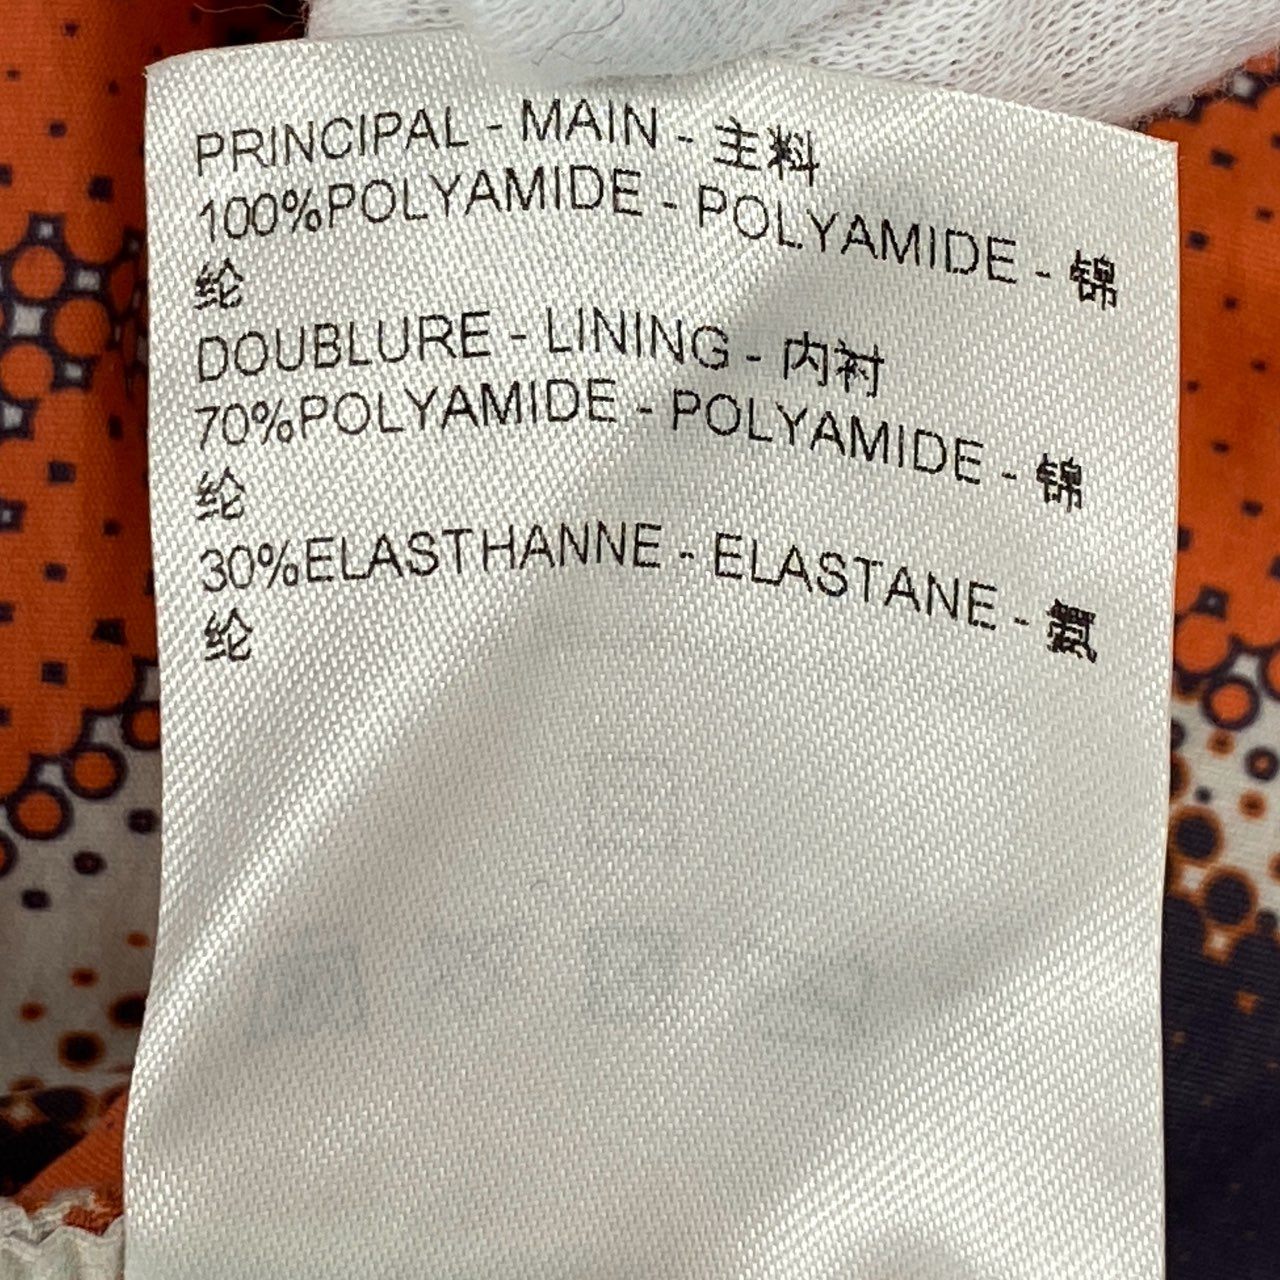 PRINCIPAL - MAIN - 主料
100%POLYAMIDE - POLYAMIDE - 锦
纶
DOUBLURE - LINING - 内衬
70%POLYAMIDE - POLYAMIDE - 锦
纶
30%ELASTHANNE - ELASTANE - 氨
纶